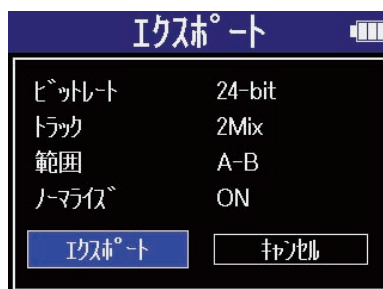 エクスポート
ビットレート 24-bit
トラック 2Mix
範囲 A-B
ノーマライズ ON
エクスポート キャンセル